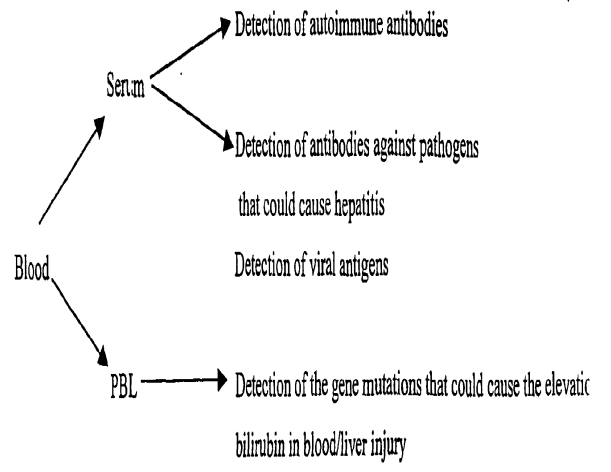 Detection of autoimmune antibodies
Serum
Detection of antibodies against pathogens
that could cause hepatitis
Blood
Detection of viral antigens
PBL
Detection of the gene mutations that could cause the elevatic
bilirubin in blood/liver injury